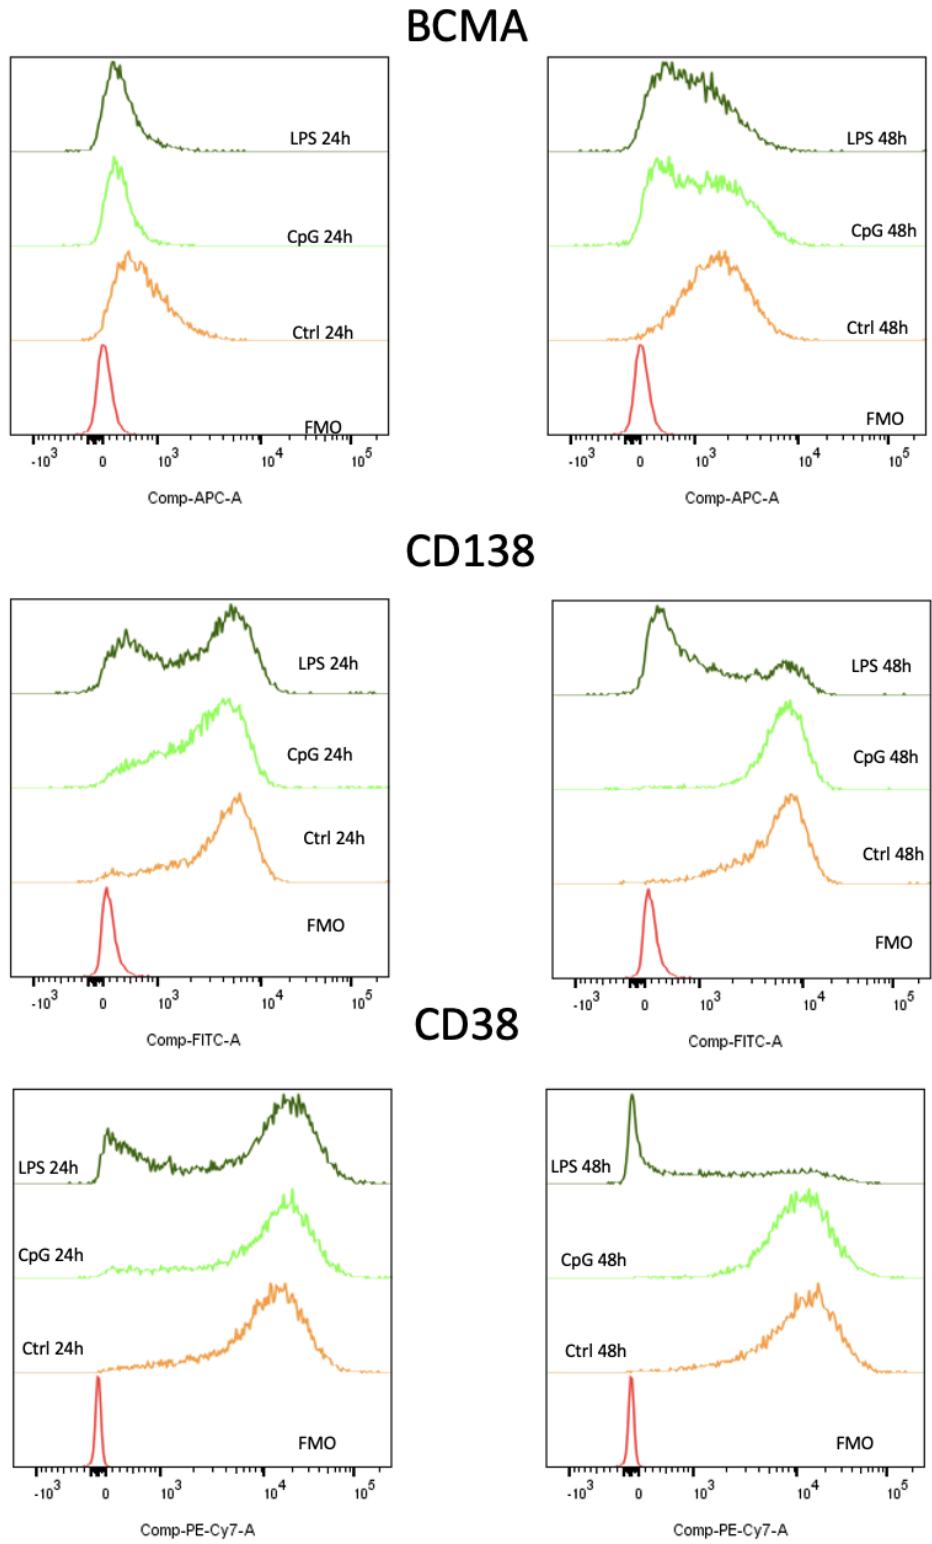 BCMA
LPS 24h
CpG 24h
Ctrl 24h
FMO
-10³ 0 10³ 10⁴ 10⁵
Comp-APC-A
LPS 48h
CpG 48h
Ctrl 48h
FMO
-10³ 0 10³ 10⁴ 10⁵
Comp-APC-A
CD138
LPS 24h
CpG 24h
Ctrl 24h
FMO
-10³ 0 10³ 10⁴ 10⁵
Comp-FITC-A
LPS 48h
CpG 48h
Ctrl 48h
FMO
-10³ 0 10³ 10⁴ 10⁵
Comp-FITC-A
CD38
LPS 24h
CpG 24h
Ctrl 24h
FMO
-10³ 0 10³ 10⁴ 10⁵
Comp-PE-Cy7-A
LPS 48h
CpG 48h
Ctrl 48h
FMO
-10³ 0 10³ 10⁴ 10⁵
Comp-PE-Cy7-A